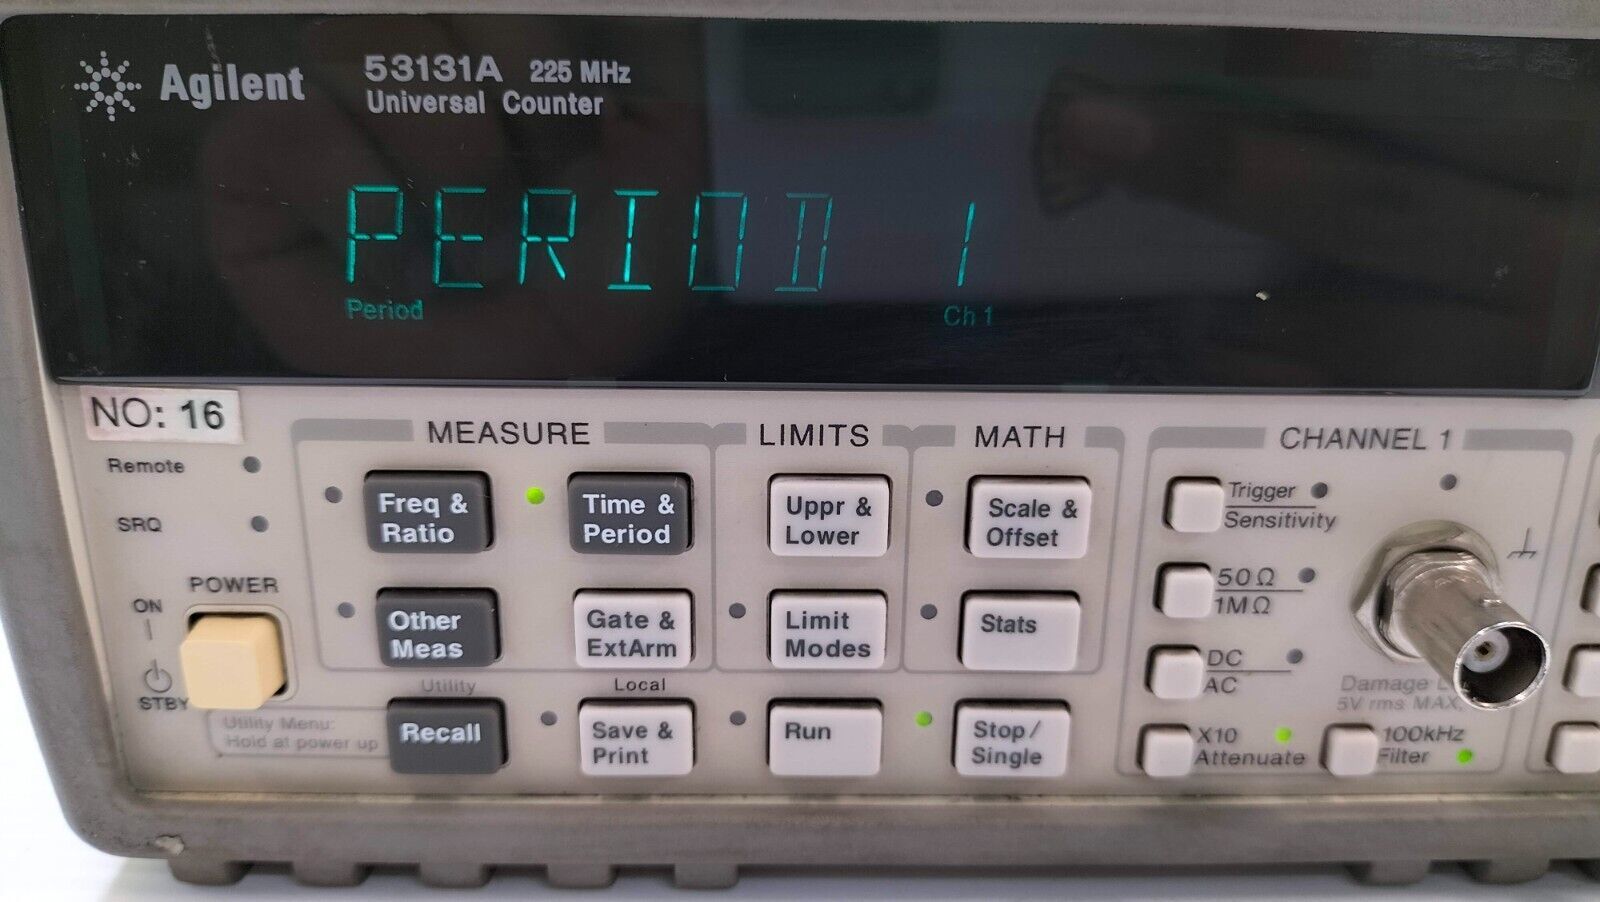 Agilent
53131A 225 MHz
Universal Counter
PERIOD 1
Period
Ch 1
NO: 16
MEASURE
LIMITS
MATH
CHANNEL 1
Remote
SRQ
POWER
ON
STBY
Freq &
Ratio
Time &
Period
Uppr &
Lower
Scale &
Offset
Trigger
Sensitivity
Other
Meas
Gate &
ExtArm
Limit
Modes
Stats
50Ω
1MΩ
DC
AC
Damage
5V rms MAX,
Utility
Local
Utility Menu:
Hold at power up
Recall
Save &
Print
Run
Stop/
Single
X10
Attenuate
100kHz
Filter